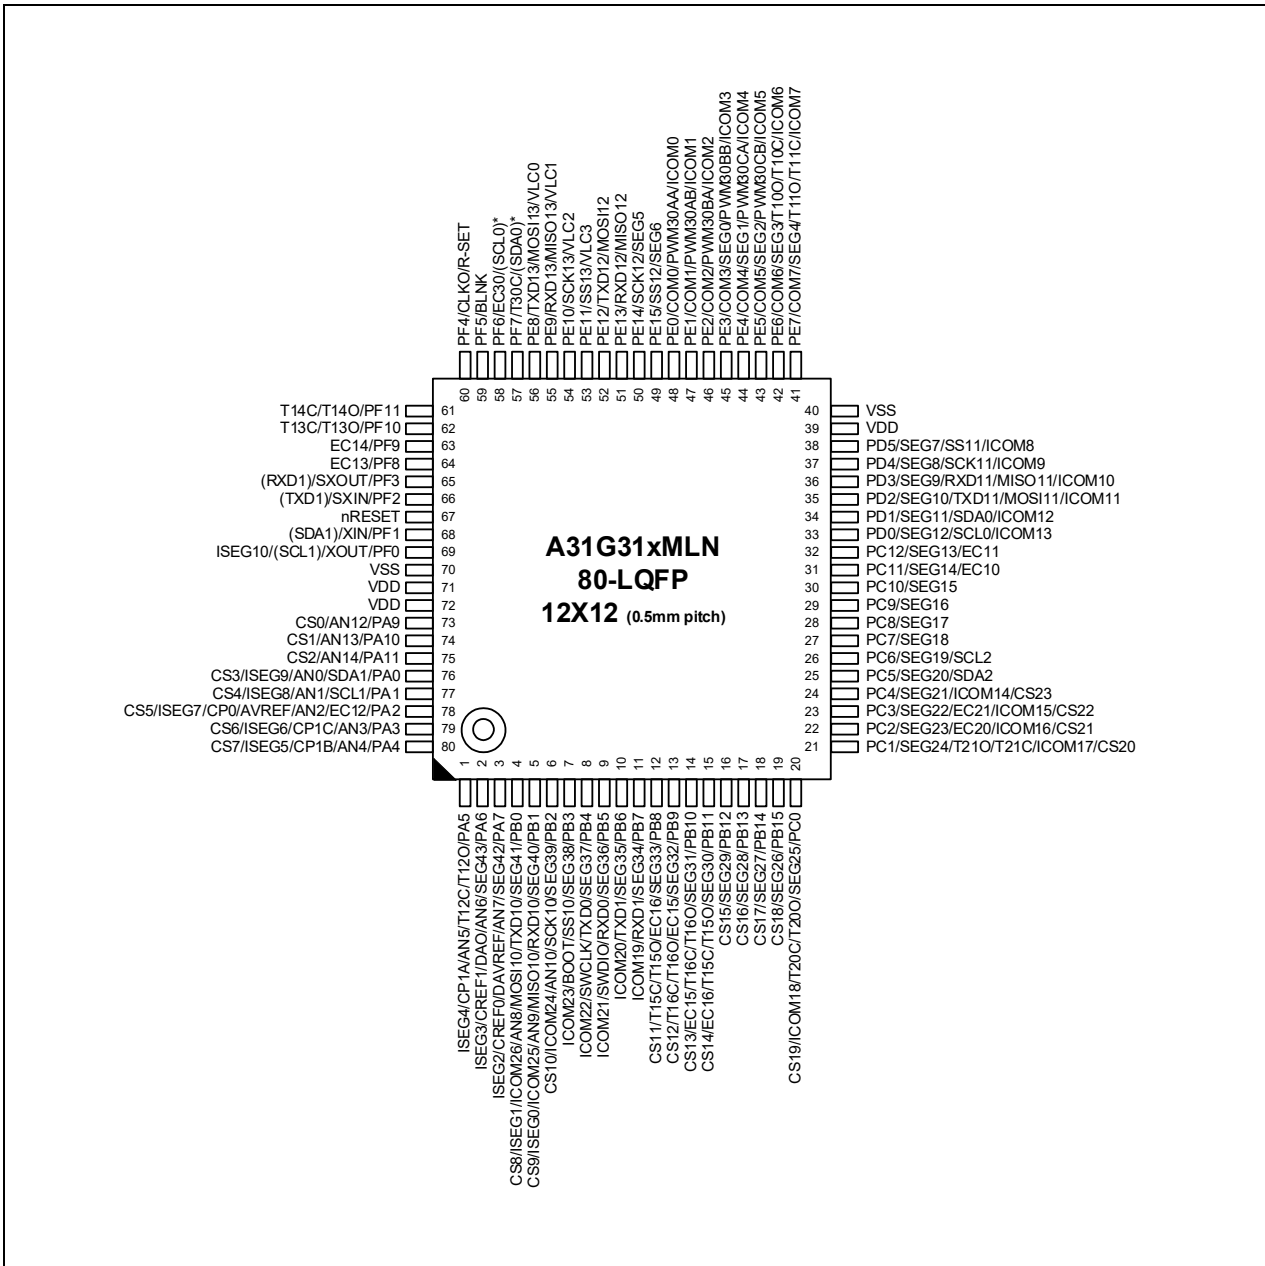 PF4/CLKO/R-SET
PF5/BLNK
PF6/EC30/(SCL0)*
PF7/T30C/(SDA0)*
PE8/TXD13/MOSI13/VLC0
PE9/RXD13/MISO13/VLC1
PE10/SCK13/VLC2
PE11/SS13/VLC3
PE12/TXD12/MOSI12
PE13/RXD12/MISO12
PE14/SCK12/SEG5
PE15/SS12/SEG6
PE0/COM0/PWM30AA/ICOM0
PE1/COM1/PWM30AB/ICOM1
PE2/COM2/PWM30BA/ICOM2
PE3/COM3/SEG0/PWM30BB/ICOM3
PE4/COM4/SEG1/PWM30CA/ICOM4
PE5/COM5/SEG2/PWM30CB/ICOM5
PE6/COM6/SEG3/T10O/T10C/ICOM6
PE7/COM7/SEG4/T11O/T11C/ICOM7
60 59 58 57 56 55 54 53 52 51 50 49 48 47 46 45 44 43 42 41
T14C/T14O/PF11 61
T13C/T13O/PF10 62
EC14/PF9 63
EC13/PF8 64
(RXD1)/SXOUT/PF3 65
(TXD1)/SXIN/PF2 66
nRESET 67
(SDA1)/XIN/PF1 68
ISEG10/(SCL1)/XOUT/PF0 69
VSS 70
VDD 71
VDD 72
CS0/AN12/PA9 73
CS1/AN13/PA10 74
CS2/AN14/PA11 75
CS3/ISEG9/AN0/SDA1/PA0 76
CS4/ISEG8/AN1/SCL1/PA1 77
CS5/ISEG7/CP0/AVREF/AN2/EC12/PA2 78
CS6/ISEG6/CP1C/AN3/PA3 79
CS7/ISEG5/CP1B/AN4/PA4 80
A31G31xMLN
80-LQFP
12X12 (0.5mm pitch)
40 VSS
39 VDD
38 PD5/SEG7/SS11/ICOM8
37 PD4/SEG8/SCK11/ICOM9
36 PD3/SEG9/RXD11/MISO11/ICOM10
35 PD2/SEG10/TXD11/MOSI11/ICOM11
34 PD1/SEG11/SDA0/ICOM12
33 PD0/SEG12/SCL0/ICOM13
32 PC12/SEG13/EC11
31 PC11/SEG14/EC10
30 PC10/SEG15
29 PC9/SEG16
28 PC8/SEG17
27 PC7/SEG18
26 PC6/SEG19/SCL2
25 PC5/SEG20/SDA2
24 PC4/SEG21/ICOM14/CS23
23 PC3/SEG22/EC21/ICOM15/CS22
22 PC2/SEG23/EC20/ICOM16/CS21
21 PC1/SEG24/T21O/T21C/ICOM17/CS20
1 2 3 4 5 6 7 8 9 10 11 12 13 14 15 16 17 18 19 20
ISEG4/CP1A/AN5/T12C/T12O/PA5
ISEG3/CREF1/DAO/AN6/SEG43/PA6
ISEG2/CREF0/DAVREF/AN7/SEG42/PA7
CS8/ISEG1/ICOM26/AN8/MOSI10/TXD10/SEG41/PB0
CS9/ISEG0/ICOM25/AN9/MISO10/RXD10/SEG40/PB1
CS10/ICOM24/AN10/SCK10/SEG39/PB2
ICOM23/BOOT/SS10/SEG38/PB3
ICOM22/SWCLK/TXD0/SEG37/PB4
ICOM21/SWDIO/RXD0/SEG36/PB5
ICOM20/TXD1/SEG35/PB6
ICOM19/RXD1/SEG34/PB7
CS11/T15C/T15O/EC16/SEG33/PB8
CS12/T16C/T16O/EC15/SEG32/PB9
CS13/EC15/T16C/T16O/SEG31/PB10
CS14/EC16/T15C/T15O/SEG30/PB11
CS15/SEG29/PB12
CS16/SEG28/PB13
CS17/SEG27/PB14
CS18/SEG26/PB15
CS19/ICOM18/T20C/T20O/SEG25/PC0